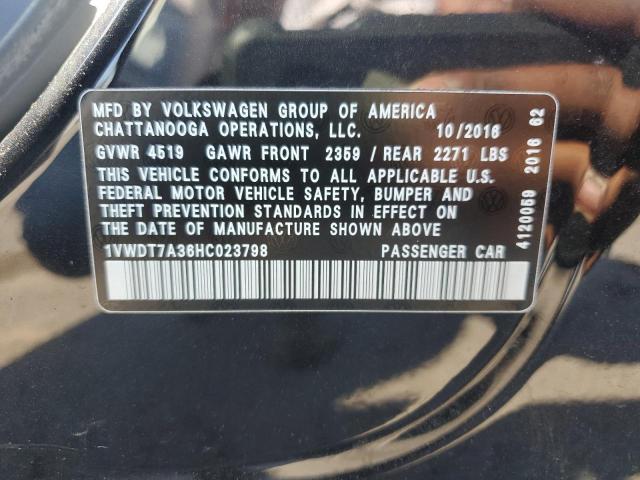 MFD BY VOLKSWAGEN GROUP OF AMERICA
CHATTANOOGA OPERATIONS, LLC. 10/2016
GVWR 4519 GAWR FRONT 2359 / REAR 2271 LBS
THIS VEHICLE CONFORMS TO ALL APPLICABLE U.S.
FEDERAL MOTOR VEHICLE SAFETY, BUMPER AND
THEFT PREVENTION STANDARDS IN EFFECT ON
THE DATE OF MANUFACTURE SHOWN ABOVE
1VWDT7A36HC023798 PASSENGER CAR
4120059 2016 62